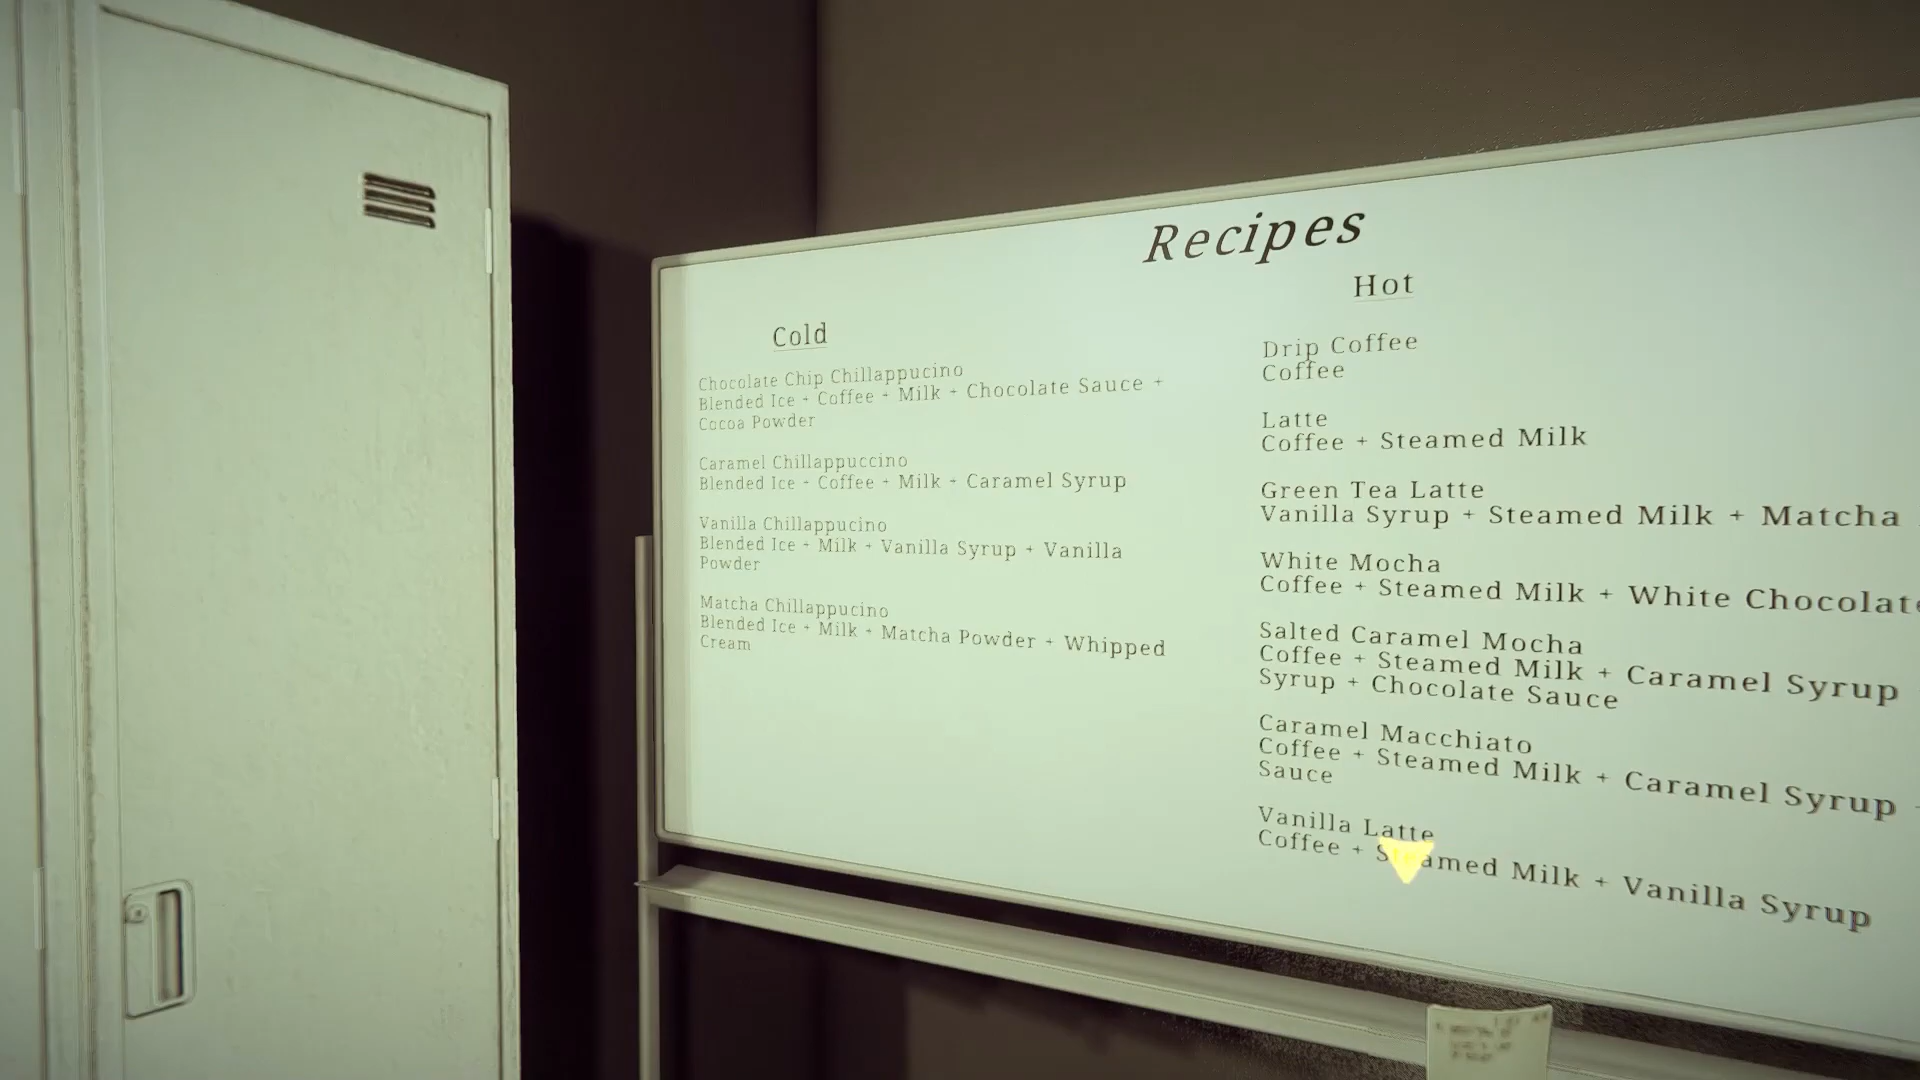 Recipes
Cold
Chocolate Chip Chillappucino
Blended Ice + Coffee + Milk + Chocolate Sauce +
Cocoa Powder
Caramel Chillappuccino
Blended Ice + Coffee + Milk + Caramel Syrup
Vanilla Chillappucino
Blended Ice + Milk + Vanilla Syrup + Vanilla
Powder
Matcha Chillappucino
Blended Ice + Milk + Matcha Powder + Whipped
Cream
Hot
Drip Coffee
Coffee
Latte
Coffee + Steamed Milk
Green Tea Latte
Vanilla Syrup + Steamed Milk + Matcha
White Mocha
Coffee + Steamed Milk + White Chocolate
Salted Caramel Mocha
Coffee + Steamed Milk + Caramel Syrup
Syrup + Chocolate Sauce
Caramel Macchiato
Coffee + Steamed Milk + Caramel Syrup
Sauce
Vanilla Latte
Coffee + Steamed Milk + Vanilla Syrup